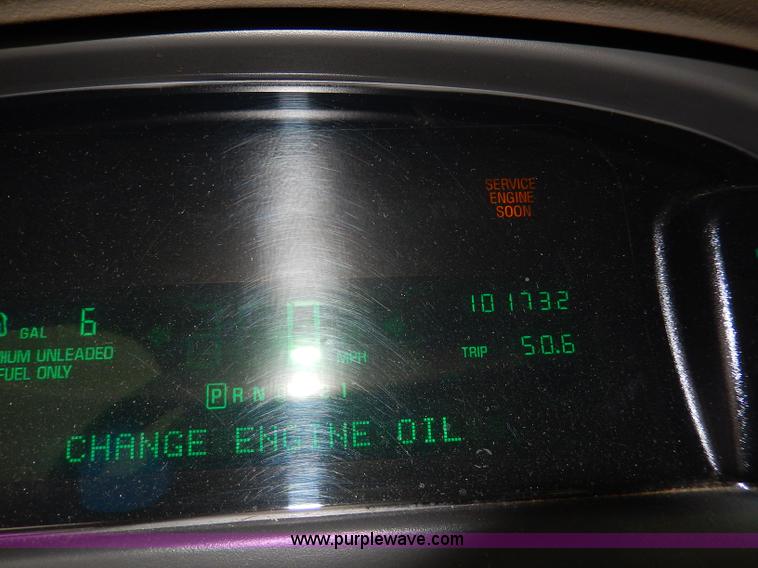 SERVICE
ENGINE
SOON
101732
GAL 6
0 MPH
TRIP 50.6
UNLEADED
FUEL ONLY
P R N
CHANGE ENGINE OIL
www.purplewave.com